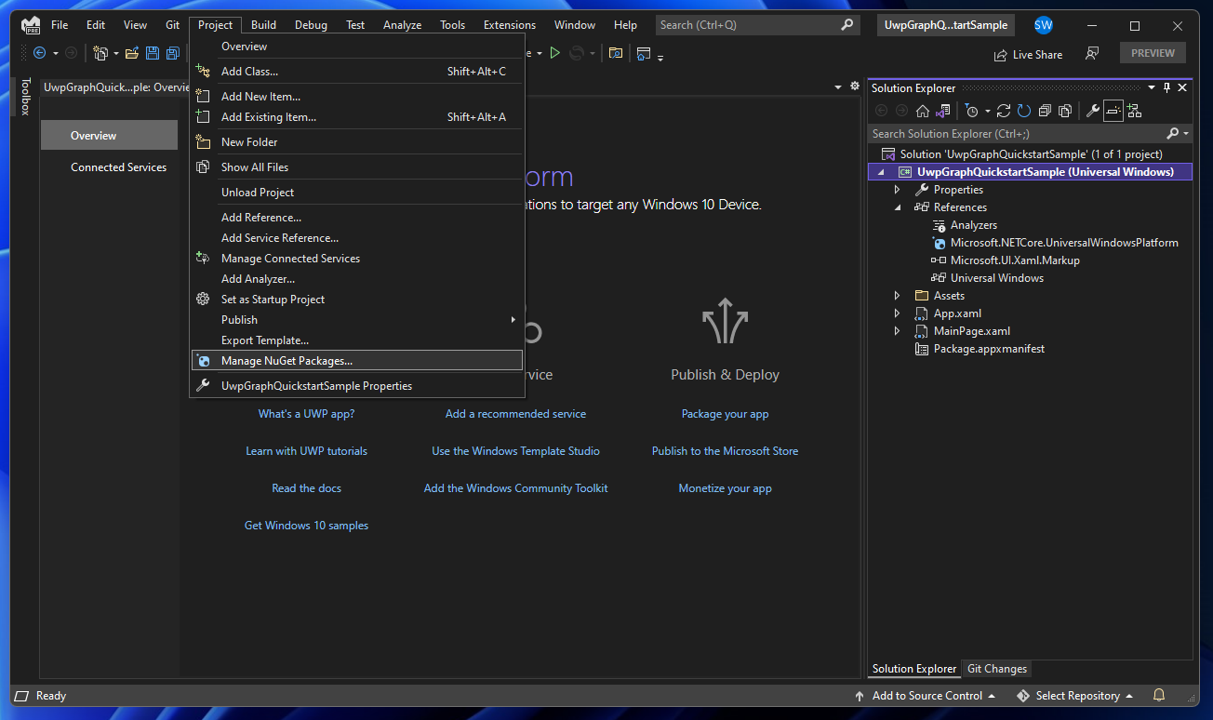 File Edit View Git Project Build Debug Test Analyze Tools Extensions Window Help Search (Ctrl+Q) UwpGraphQ...tartSample SW
PRE
Live Share PREVIEW
Toolbox
UwpGraphQuick...ple: Overvie
Overview
Connected Services
Overview
Add Class... Shift+Alt+C
Add New Item...
Add Existing Item... Shift+Alt+A
New Folder
Show All Files
Unload Project
Add Reference...
Add Service Reference...
Manage Connected Services
Add Analyzer...
Set as Startup Project
Publish
Export Template...
Manage NuGet Packages...
UwpGraphQuickstartSample Properties
orm
tions to target any Windows 10 Device.
vice
Publish & Deploy
What's a UWP app? Add a recommended service Package your app
Learn with UWP tutorials Use the Windows Template Studio Publish to the Microsoft Store
Read the docs Add the Windows Community Toolkit Monetize your app
Get Windows 10 samples
Solution Explorer
Search Solution Explorer (Ctrl+;)
Solution 'UwpGraphQuickstartSample' (1 of 1 project)
C# UwpGraphQuickstartSample (Universal Windows)
Properties
References
Analyzers
Microsoft.NETCore.UniversalWindowsPlatform
Microsoft.UI.Xaml.Markup
Universal Windows
Assets
App.xaml
MainPage.xaml
Package.appxmanifest
Solution Explorer Git Changes
Ready Add to Source Control Select Repository